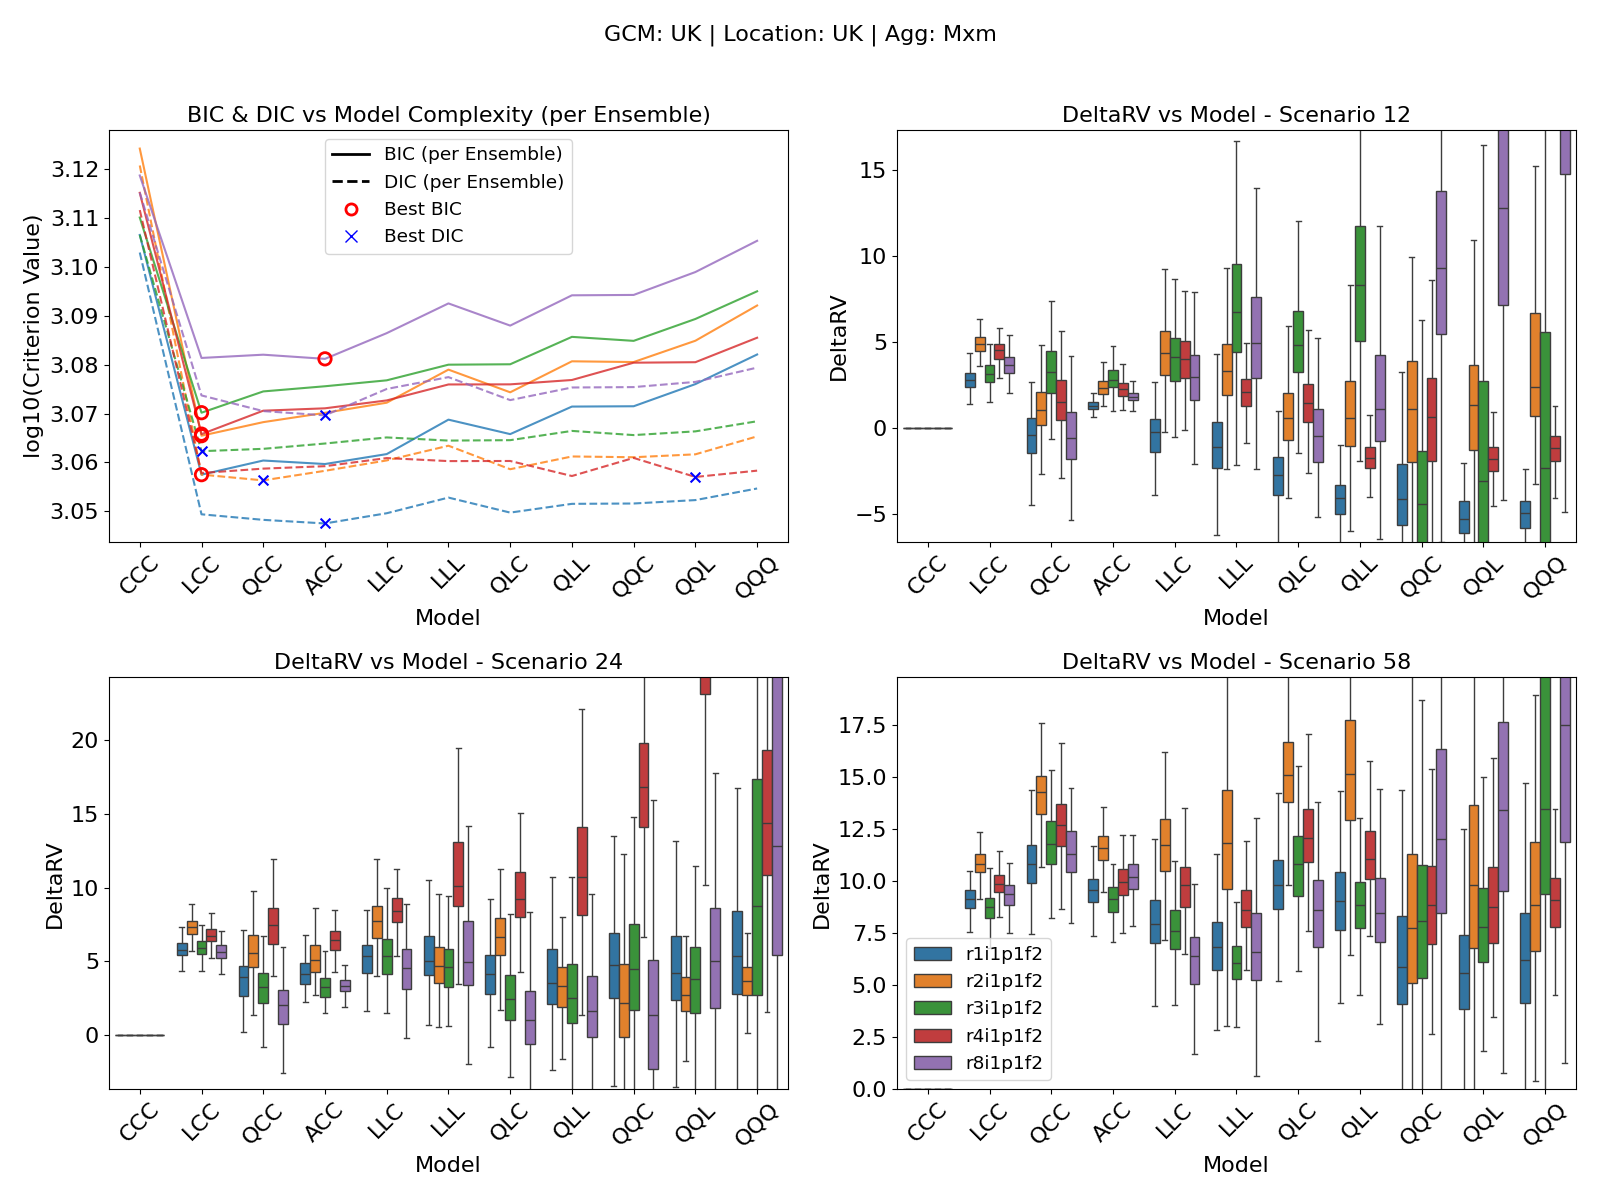 GCM: UK | Location: UK | Agg: Mxm
BIC & DIC vs Model Complexity (per Ensemble)
log10(Criterion Value)
3.12
3.11
3.10
3.09
3.08
3.07
3.06
3.05
BIC (per Ensemble)
DIC (per Ensemble)
Best BIC
Best DIC
CCC LCC QCC ACC LLC LLL QLC QLL QQC QQL QQQ
Model
DeltaRV vs Model - Scenario 12
DeltaRV
15
10
5
0
−5
CCC LCC QCC ACC LLC LLL QLC QLL QQC QQL QQQ
Model
DeltaRV vs Model - Scenario 24
DeltaRV
20
15
10
5
0
CCC LCC QCC ACC LLC LLL QLC QLL QQC QQL QQQ
Model
DeltaRV vs Model - Scenario 58
DeltaRV
17.5
15.0
12.5
10.0
7.5
5.0
2.5
0.0
r1i1p1f2
r2i1p1f2
r3i1p1f2
r4i1p1f2
r8i1p1f2
CCC LCC QCC ACC LLC LLL QLC QLL QQC QQL QQQ
Model